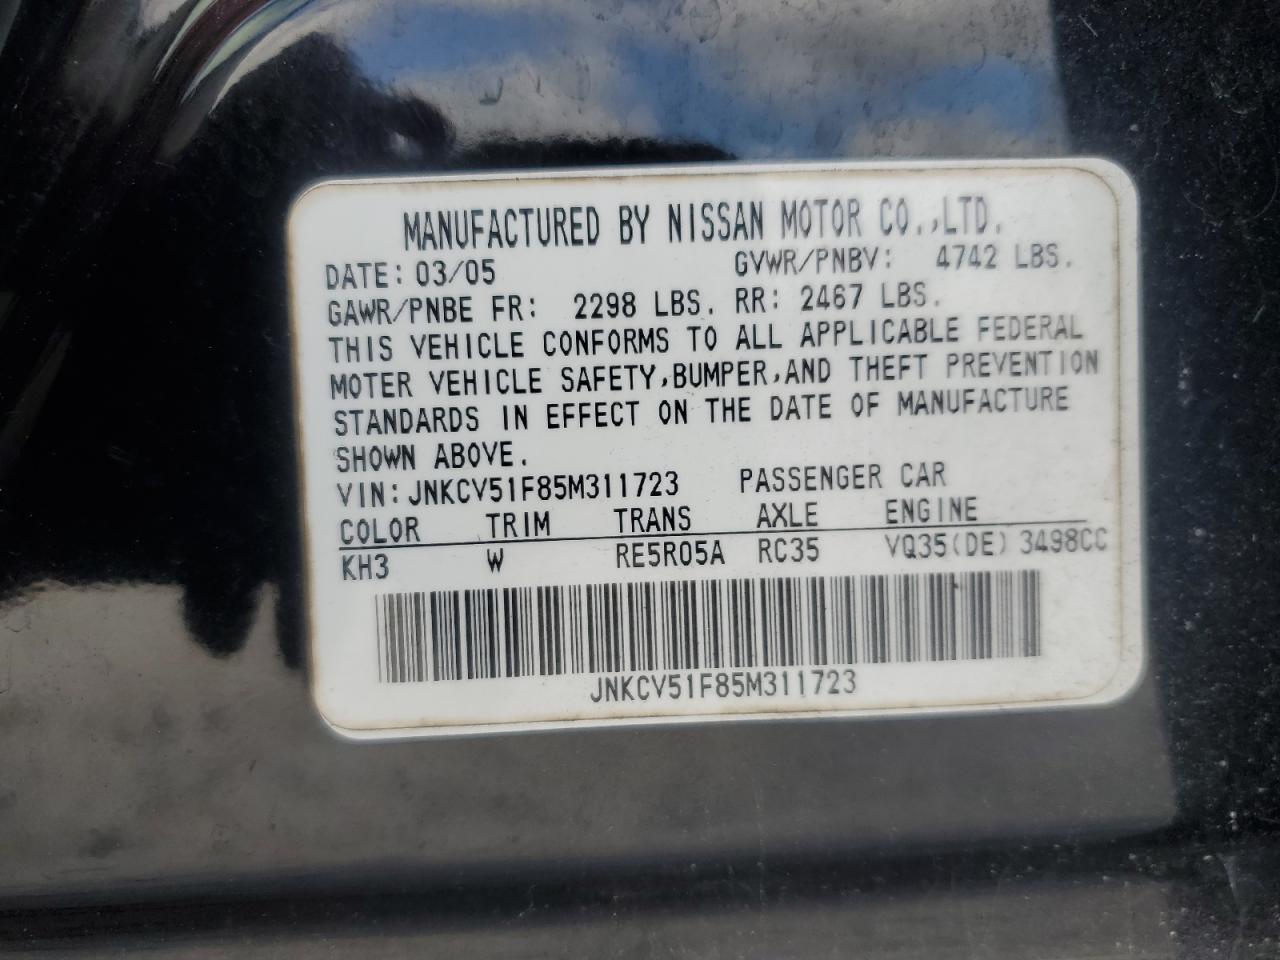 MANUFACTURED BY NISSAN MOTOR CO.,LTD.
DATE: 03/05 GVWR/PNBV: 4742 LBS.
GAWR/PNBE FR: 2298 LBS. RR: 2467 LBS.
THIS VEHICLE CONFORMS TO ALL APPLICABLE FEDERAL
MOTER VEHICLE SAFETY,BUMPER,AND THEFT PREVENTION
STANDARDS IN EFFECT ON THE DATE OF MANUFACTURE
SHOWN ABOVE.
VIN:JNKCV51F85M311723 PASSENGER CAR
COLOR TRIM TRANS AXLE ENGINE
KH3 W RE5R05A RC35 VQ35(DE) 3498CC
JNKCV51F85M311723